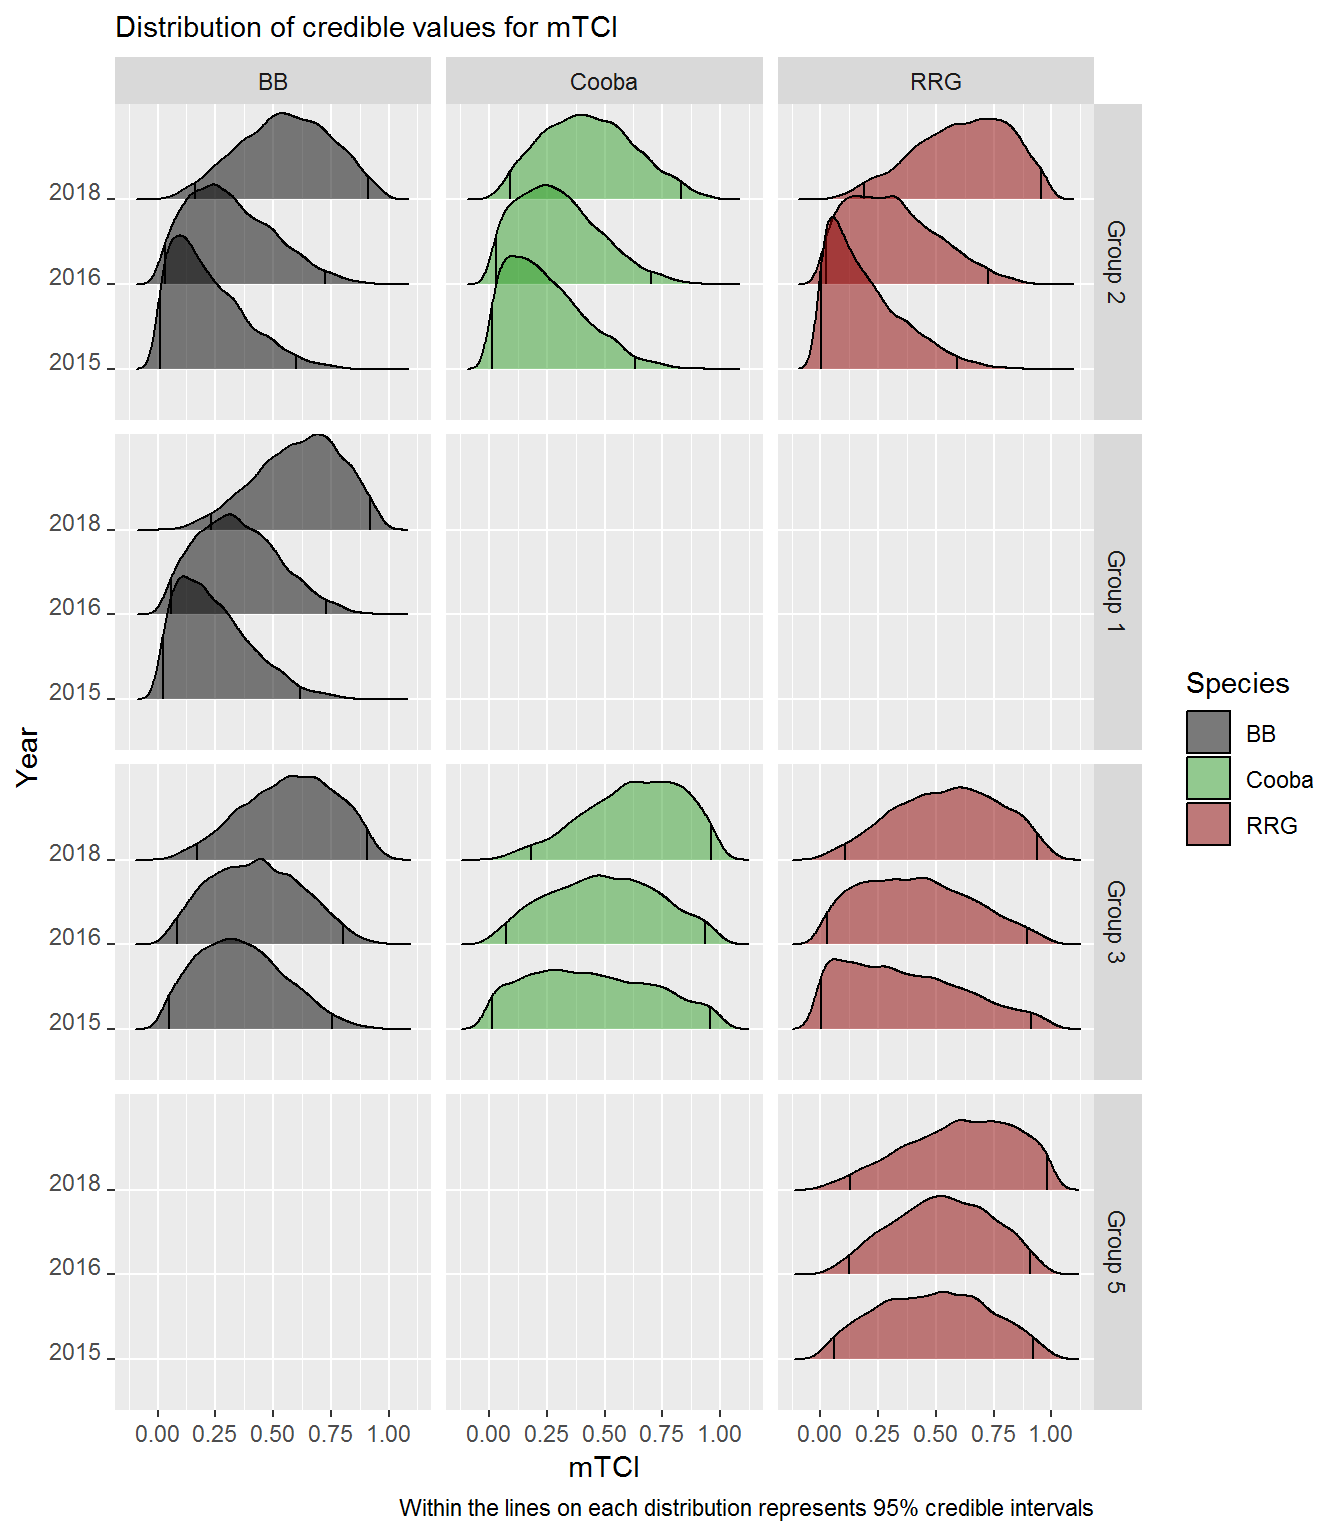 Distribution of credible values for mTCI
BB
Cooba
RRG
2018
2016
2015
Group 2
2018
2016
2015
Group 1
Year
2018
2016
2015
Group 3
2018
2016
2015
Group 5
Species
BB
Cooba
RRG
0.00 0.25 0.50 0.75 1.00
0.00 0.25 0.50 0.75 1.00
0.00 0.25 0.50 0.75 1.00
mTCI
Within the lines on each distribution represents 95% credible intervals